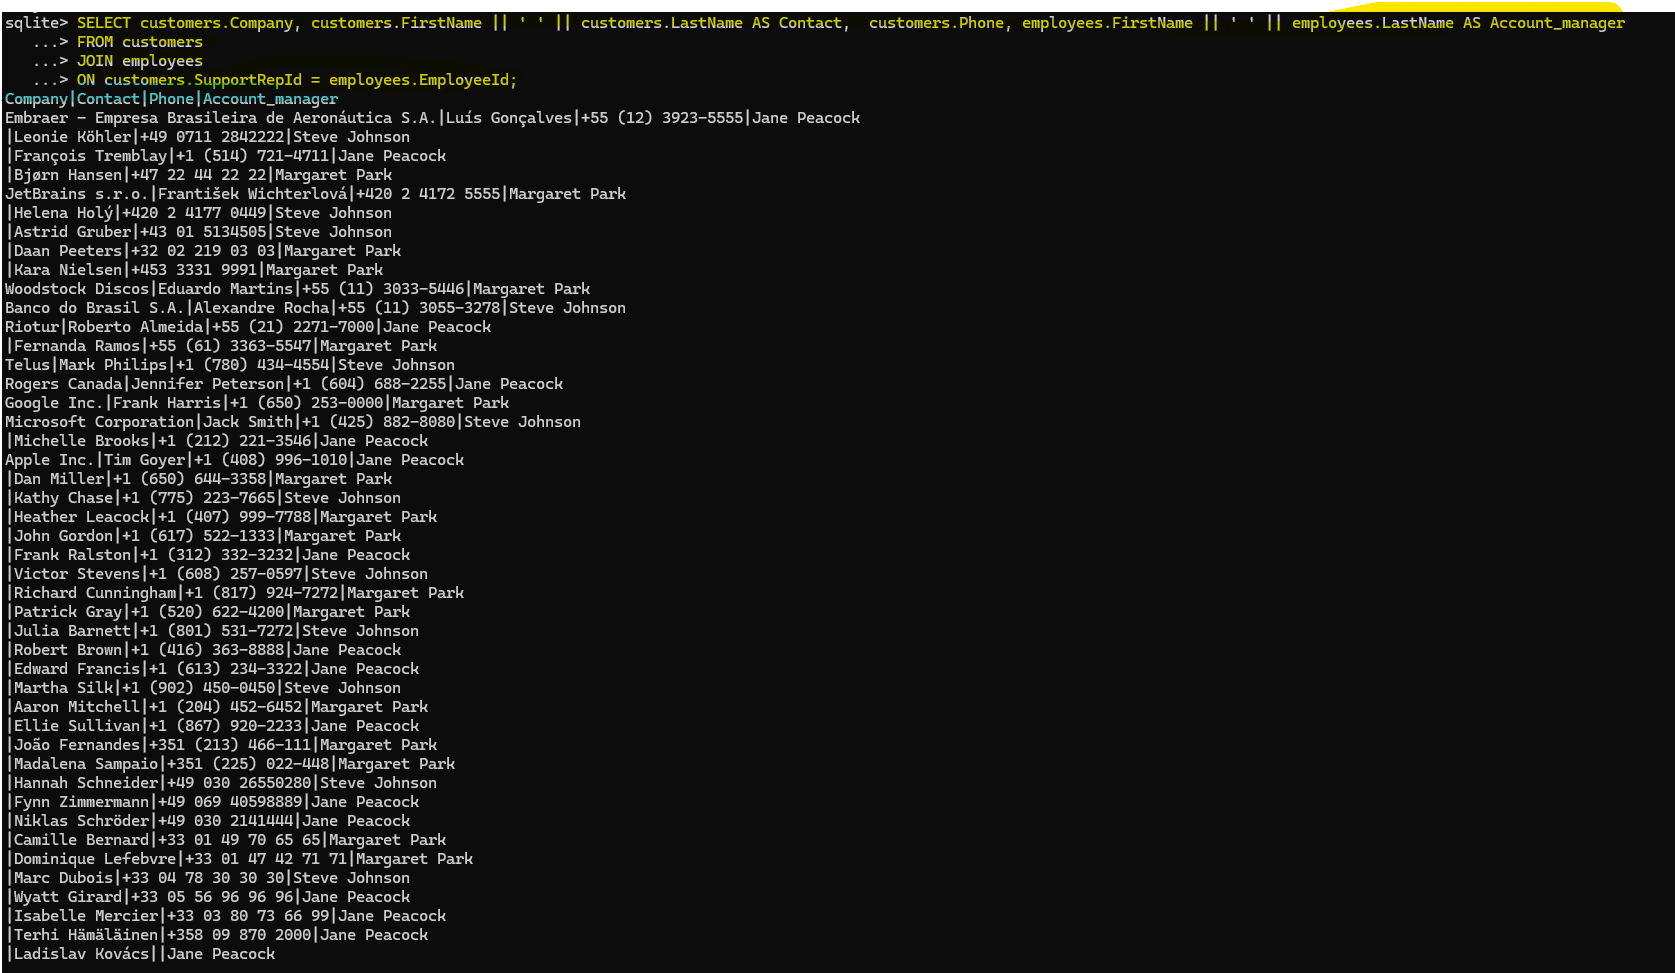 sqlite> SELECT customers.Company, customers.FirstName || ' ' || customers.LastName AS Contact,  customers.Phone, employees.FirstName || ' ' || employees.LastName AS Account_manager
   ...> FROM customers
   ...> JOIN employees
   ...> ON customers.SupportRepId = employees.EmployeeId;
Company|Contact|Phone|Account_manager
Embraer - Empresa Brasileira de Aeronáutica S.A.|Luís Gonçalves|+55 (12) 3923-5555|Jane Peacock
|Leonie Köhler|+49 0711 2842222|Steve Johnson
|François Tremblay|+1 (514) 721-4711|Jane Peacock
|Bjørn Hansen|+47 22 44 22 22|Margaret Park
JetBrains s.r.o.|František Wichterlová|+420 2 4172 5555|Margaret Park
|Helena Holý|+420 2 4177 0449|Steve Johnson
|Astrid Gruber|+43 01 5134505|Steve Johnson
|Daan Peeters|+32 02 219 03 03|Margaret Park
|Kara Nielsen|+453 3331 9991|Margaret Park
Woodstock Discos|Eduardo Martins|+55 (11) 3033-5446|Margaret Park
Banco do Brasil S.A.|Alexandre Rocha|+55 (11) 3055-3278|Steve Johnson
Riotur|Roberto Almeida|+55 (21) 2271-7000|Jane Peacock
|Fernanda Ramos|+55 (61) 3363-5547|Margaret Park
Telus|Mark Philips|+1 (780) 434-4554|Steve Johnson
Rogers Canada|Jennifer Peterson|+1 (604) 688-2255|Jane Peacock
Google Inc.|Frank Harris|+1 (650) 253-0000|Margaret Park
Microsoft Corporation|Jack Smith|+1 (425) 882-8080|Steve Johnson
|Michelle Brooks|+1 (212) 221-3546|Jane Peacock
Apple Inc.|Tim Goyer|+1 (408) 996-1010|Jane Peacock
|Dan Miller|+1 (650) 644-3358|Margaret Park
|Kathy Chase|+1 (775) 223-7665|Steve Johnson
|Heather Leacock|+1 (407) 999-7788|Margaret Park
|John Gordon|+1 (617) 522-1333|Margaret Park
|Frank Ralston|+1 (312) 332-3232|Jane Peacock
|Victor Stevens|+1 (608) 257-0597|Steve Johnson
|Richard Cunningham|+1 (817) 924-7272|Margaret Park
|Patrick Gray|+1 (520) 622-4200|Margaret Park
|Julia Barnett|+1 (801) 531-7272|Steve Johnson
|Robert Brown|+1 (416) 363-8888|Jane Peacock
|Edward Francis|+1 (613) 234-3322|Jane Peacock
|Martha Silk|+1 (902) 450-0450|Steve Johnson
|Aaron Mitchell|+1 (204) 452-6452|Margaret Park
|Ellie Sullivan|+1 (867) 920-2233|Jane Peacock
|João Fernandes|+351 (213) 466-111|Margaret Park
|Madalena Sampaio|+351 (225) 022-448|Margaret Park
|Hannah Schneider|+49 030 26550280|Steve Johnson
|Fynn Zimmermann|+49 069 40598889|Jane Peacock
|Niklas Schröder|+49 030 2141444|Jane Peacock
|Camille Bernard|+33 01 49 70 65 65|Margaret Park
|Dominique Lefebvre|+33 01 47 42 71 71|Margaret Park
|Marc Dubois|+33 04 78 30 30 30|Steve Johnson
|Wyatt Girard|+33 05 56 96 96 96|Jane Peacock
|Isabelle Mercier|+33 03 80 73 66 99|Jane Peacock
|Terhi Hämäläinen|+358 09 870 2000|Jane Peacock
|Ladislav Kovács||Jane Peacock